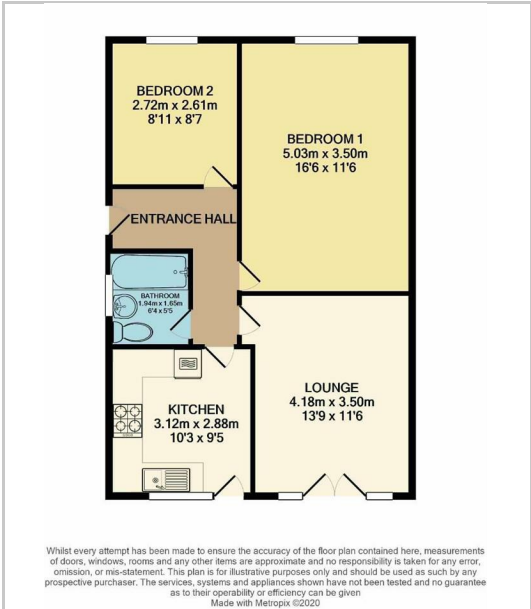 BEDROOM 2
2.72m x 2.61m
8'11 x 8'7
BEDROOM 1
5.03m x 3.50m
16'6 x 11'6
ENTRANCE HALL
BATHROOM
1.94m x 1.65m
6'4 x 5'5
KITCHEN
3.12m x 2.88m
10'3 x 9'5
LOUNGE
4.18m x 3.50m
13'9 x 11'6
Whilst every attempt has been made to ensure the accuracy of the floor plan contained here, measurements
of doors, windows, rooms and any other items are approximate and no responsibility is taken for any error,
omission, or mis-statement. This plan is for illustrative purposes only and should be used as such by any
prospective purchaser. The services, systems and appliances shown have not been tested and no guarantee
as to their operability or efficiency can be given
Made with Metropix ©2020